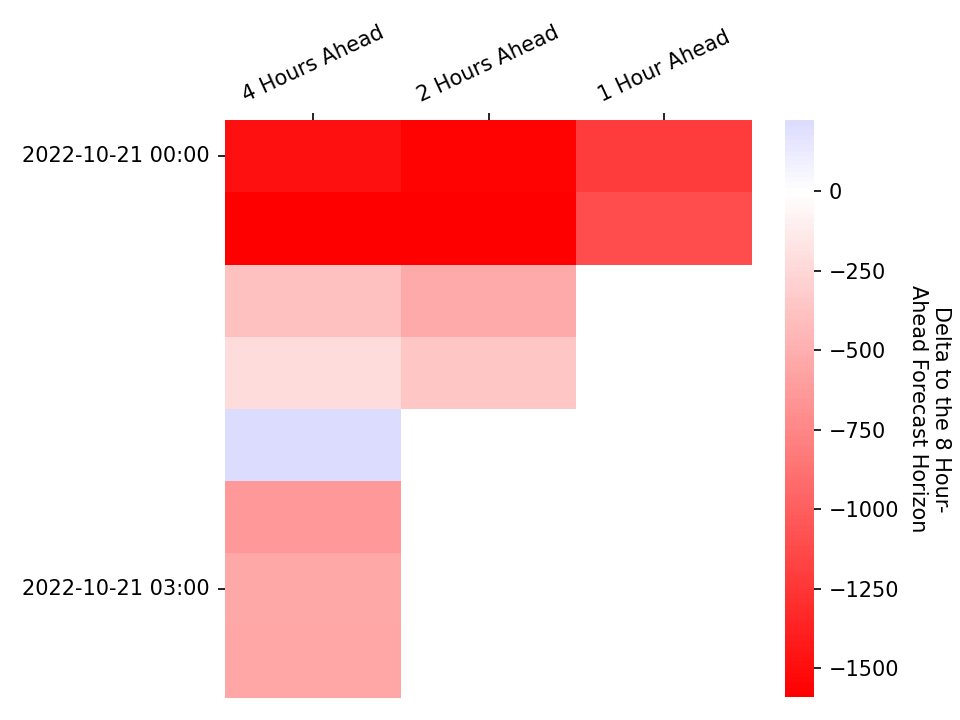 4 Hours Ahead
2 Hours Ahead
1 Hour Ahead
2022-10-21 00:00
2022-10-21 03:00
0
−250
−500
−750
−1000
−1250
−1500
Delta to the 8 Hour-
Ahead Forecast Horizon